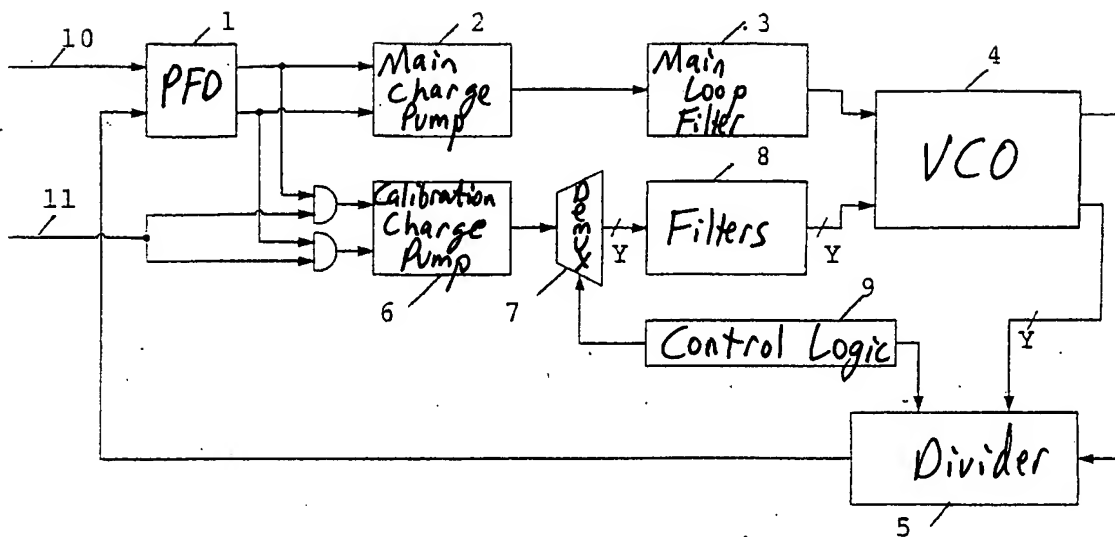 1
2
3
10
4
PFD
Main
Charge
Pump
Main
Loop
Filter
VCO
8
11
Calibration
Charge
Pump
Demux
Y
Filters
Y
6
7
9
Control Logic
Y
Divider
5